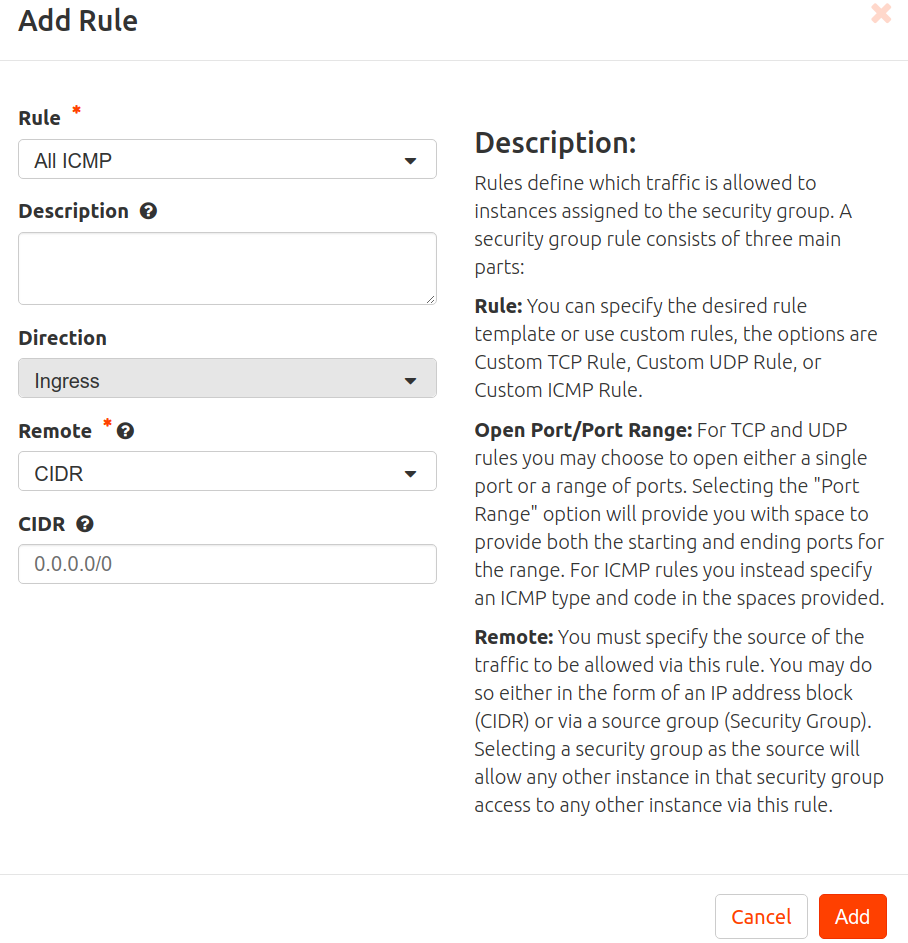 Add Rule
Rule *
All ICMP
Description
Direction
Ingress
Remote *
CIDR
CIDR
0.0.0.0/0
Description:
Rules define which traffic is allowed to
instances assigned to the security group. A
security group rule consists of three main
parts:
Rule: You can specify the desired rule
template or use custom rules, the options are
Custom TCP Rule, Custom UDP Rule, or
Custom ICMP Rule.
Open Port/Port Range: For TCP and UDP
rules you may choose to open either a single
port or a range of ports. Selecting the "Port
Range" option will provide you with space to
provide both the starting and ending ports for
the range. For ICMP rules you instead specify
an ICMP type and code in the spaces provided.
Remote: You must specify the source of the
traffic to be allowed via this rule. You may do
so either in the form of an IP address block
(CIDR) or via a source group (Security Group).
Selecting a security group as the source will
allow any other instance in that security group
access to any other instance via this rule.
Cancel
Add